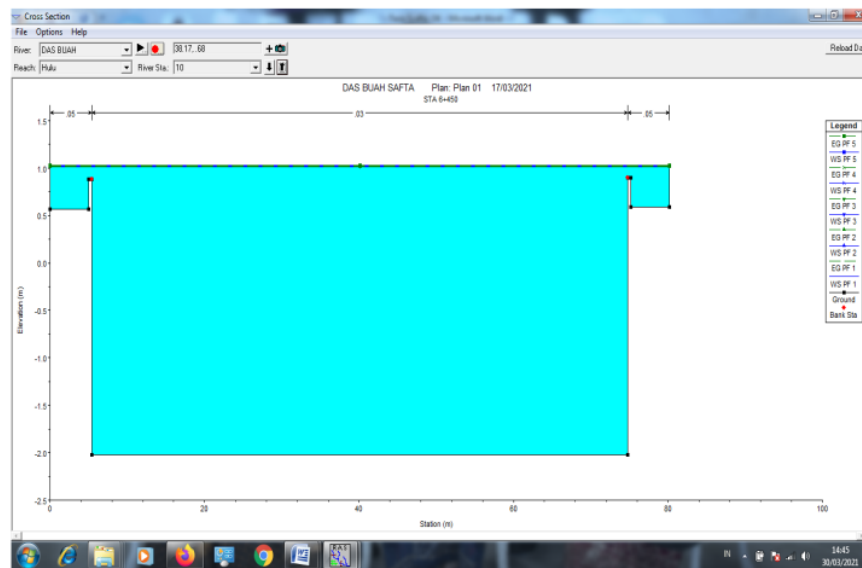 Cross Section
File Options Help
River: DAS BUAH 38.17, .68
Reload Da
Reach: Hulu River Sta.: 10
DAS BUAH SAFTA Plan: Plan 01 17/03/2021
STA 6+450
.05 .03 .05
1.5
1.0
0.5
0.0
-0.5
-1.0
-1.5
-2.0
-2.5
Elevation (m)
0 20 40 60 80 100
Station (m)
Legend
EG PF 5
WS PF 5
EG PF 4
WS PF 4
EG PF 3
WS PF 3
EG PF 2
WS PF 2
EG PF 1
WS PF 1
Ground
Bank Sta
IN
14:45
30/03/2021